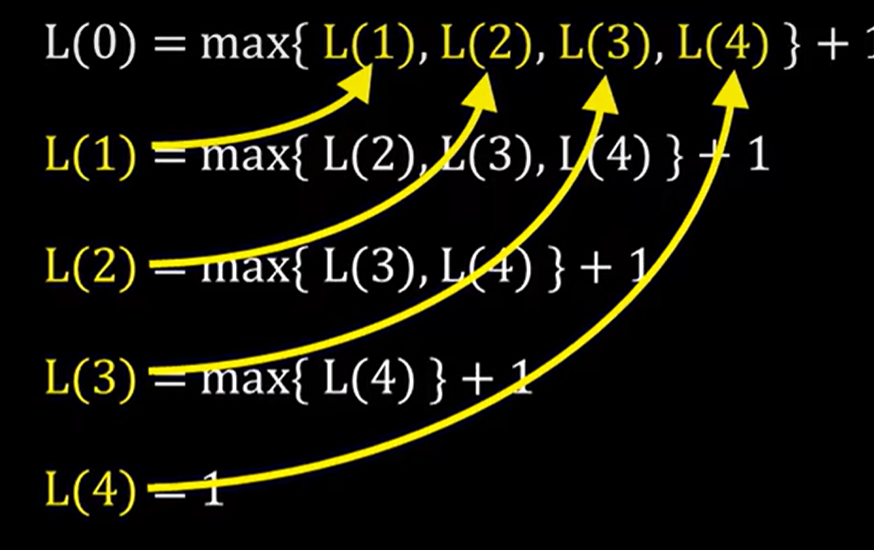 L(0) = max{ L(1), L(2), L(3), L(4) } + 1
L(1) = max{ L(2), L(3), L(4) } + 1
L(2) = max{ L(3), L(4) } + 1
L(3) = max{ L(4) } + 1
L(4) = 1